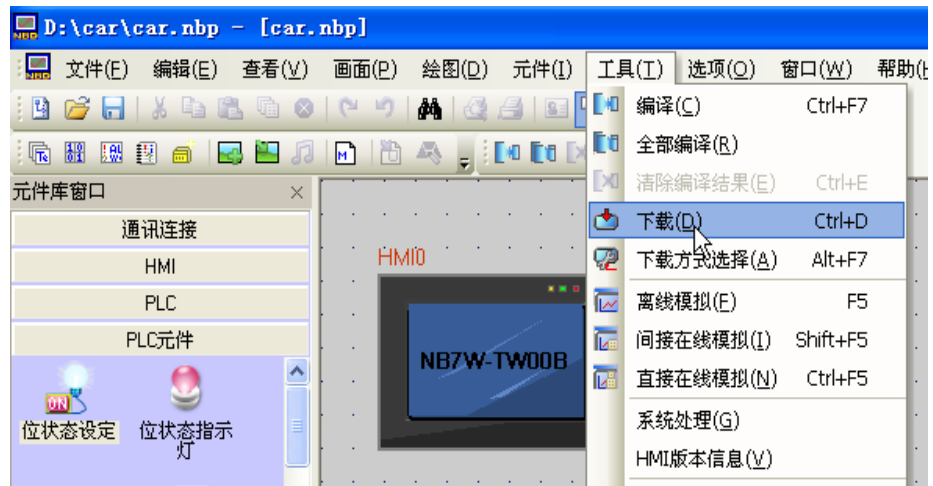 D:\car\car.nbp - [car.nbp]
文件(F) 编辑(E) 查看(V) 画面(P) 绘图(D) 元件(I) 工具(T) 选项(O) 窗口(W) 帮助(H
编译(C) Ctrl+F7
全部编译(R)
清除编译结果(E) Ctrl+E
下载(D) Ctrl+D
下载方式选择(A) Alt+F7
离线模拟(F) F5
间接在线模拟(I) Shift+F5
直接在线模拟(N) Ctrl+F5
系统处理(G)
HMI版本信息(V)
元件库窗口
通讯连接
HMI
PLC
PLC元件
ON
位状态设定
位状态指示
灯
HMI0
NB7W-TW00B